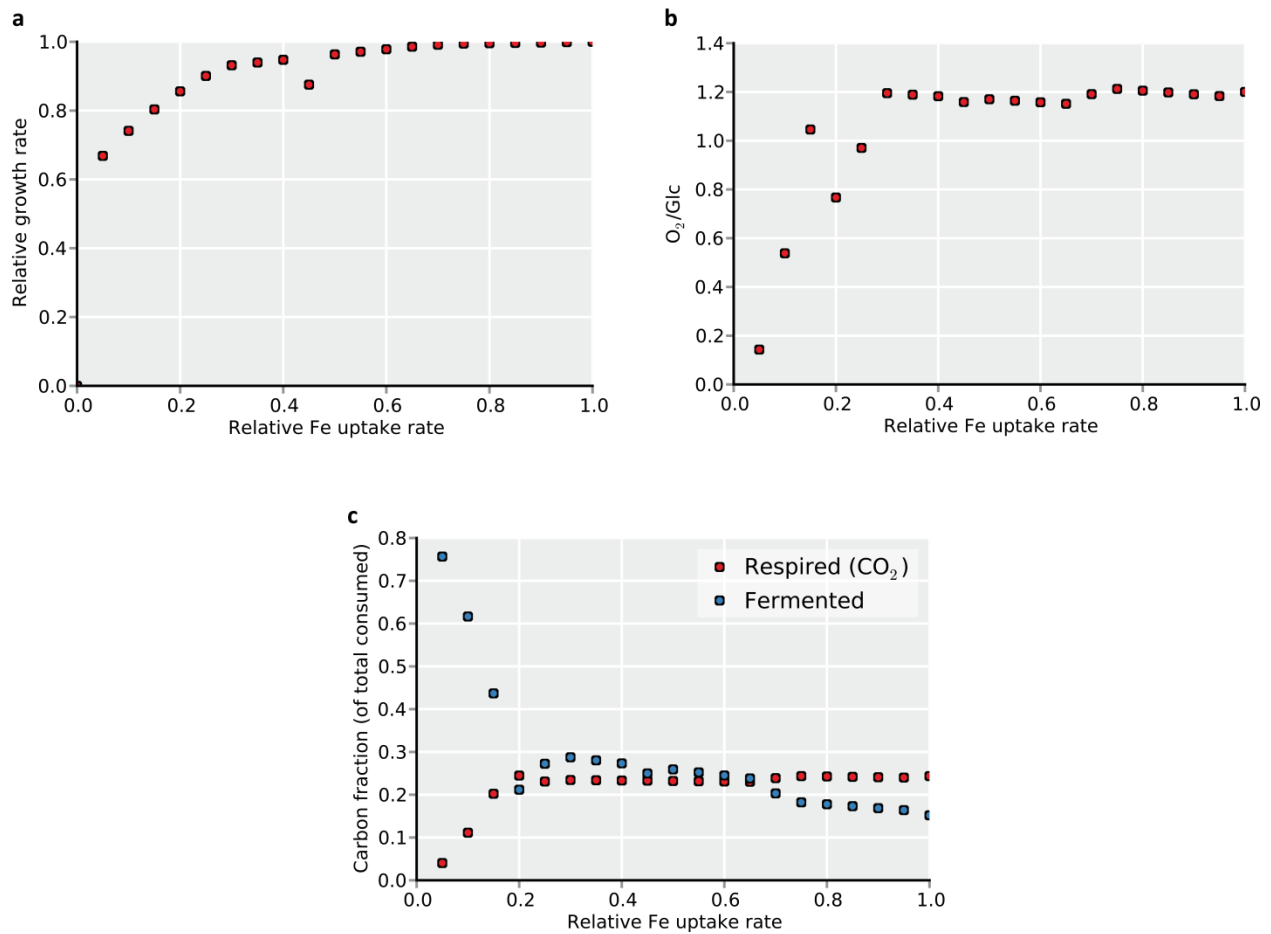 a
1.0
0.8
0.6
0.4
0.2
0.0
Relative growth rate
0.0 0.2 0.4 0.6 0.8 1.0
Relative Fe uptake rate
b
1.4
1.2
1.0
0.8
0.6
0.4
0.2
0.0
O₂/Glc
0.0 0.2 0.4 0.6 0.8 1.0
Relative Fe uptake rate
c
0.8
0.7
0.6
0.5
0.4
0.3
0.2
0.1
0.0
Carbon fraction (of total consumed)
Respired (CO₂)
Fermented
0.0 0.2 0.4 0.6 0.8 1.0
Relative Fe uptake rate